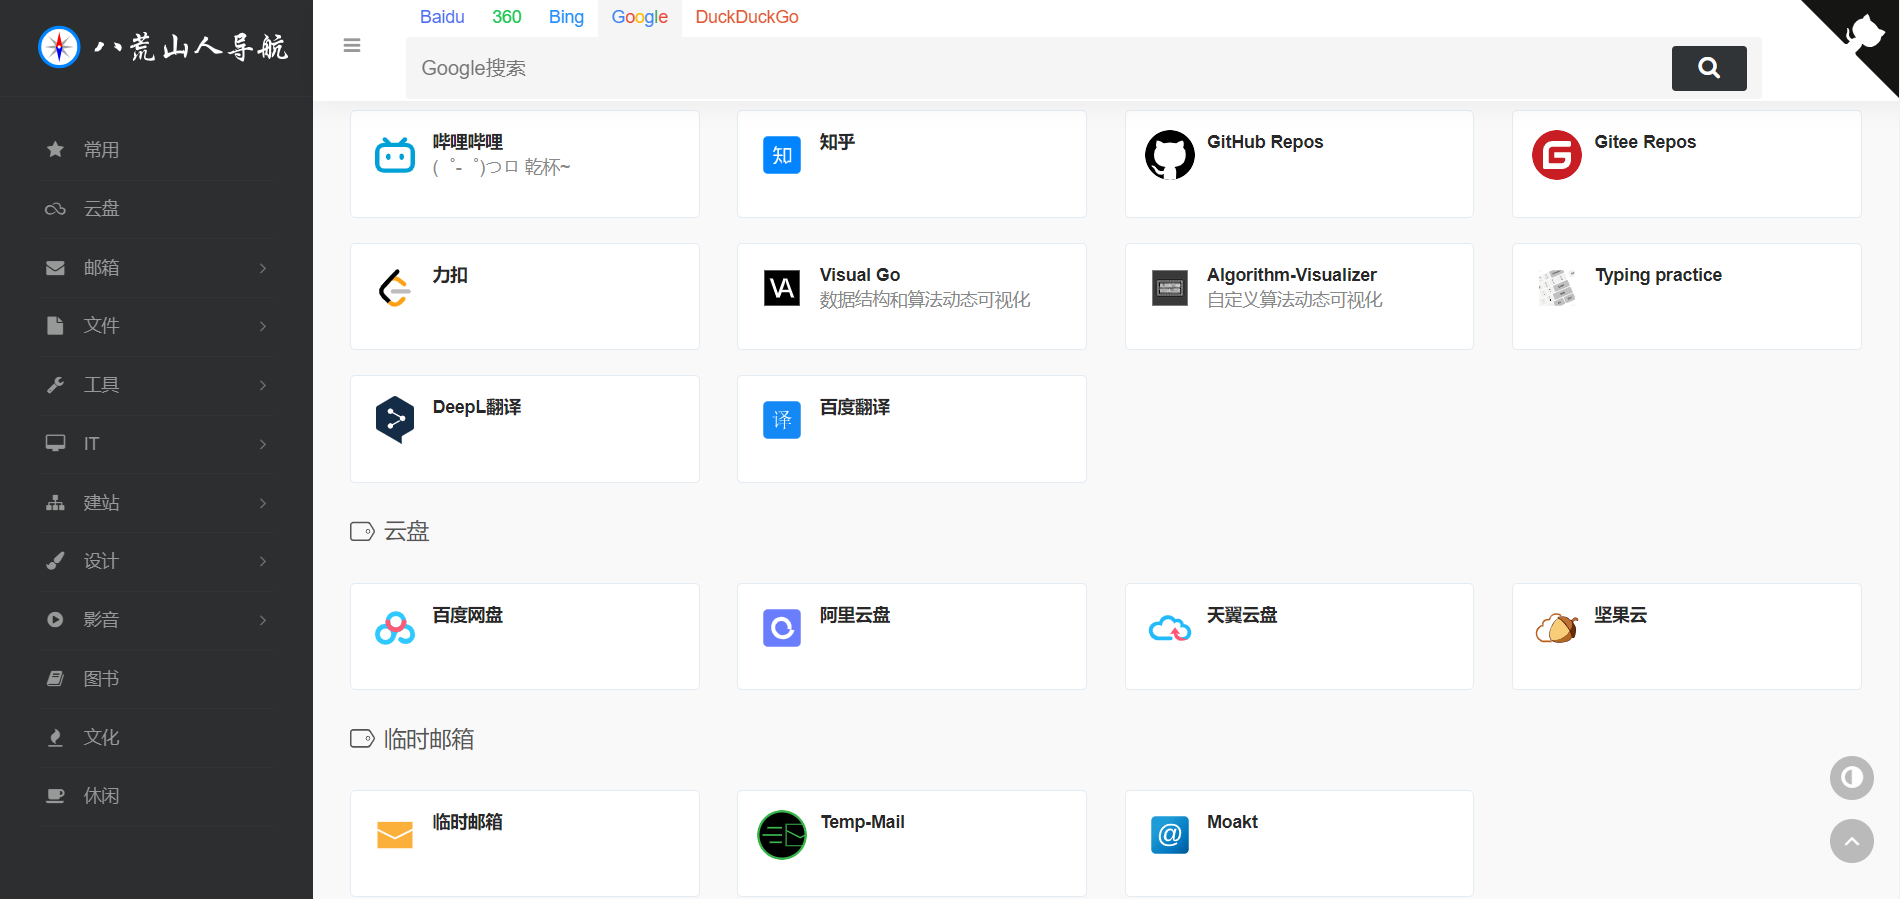 八荒山人导航
常用
云盘
邮箱
文件
工具
IT
建站
设计
影音
图书
文化
休闲
Baidu 360 Bing Google DuckDuckGo
Google搜索
哔哩哔哩
( ゜- ゜)つロ 乾杯~
知
知乎
GitHub Repos
G
Gitee Repos
力扣
VA
Visual Go
数据结构和算法动态可视化
Algorithm-Visualizer
自定义算法动态可视化
Typing practice
DeepL翻译
译
百度翻译
云盘
百度网盘
阿里云盘
天翼云盘
坚果云
临时邮箱
临时邮箱
Temp-Mail
@
Moakt